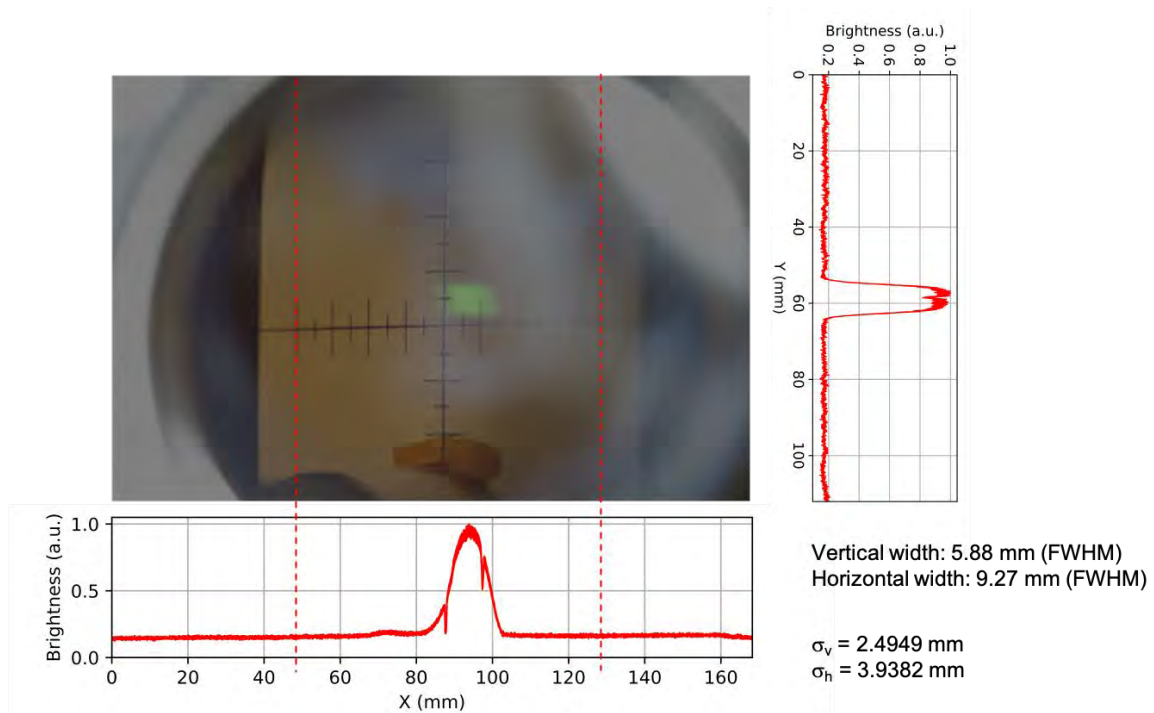 Brightness (a.u.)
0.2 0.4 0.6 0.8 1.0
0
20
40
60
80
100
Y (mm)
1.0
0.5
0.0
Brightness (a.u.)
0 20 40 60 80 100 120 140 160
X (mm)
Vertical width: 5.88 mm (FWHM)
Horizontal width: 9.27 mm (FWHM)
σv = 2.4949 mm
σh = 3.9382 mm